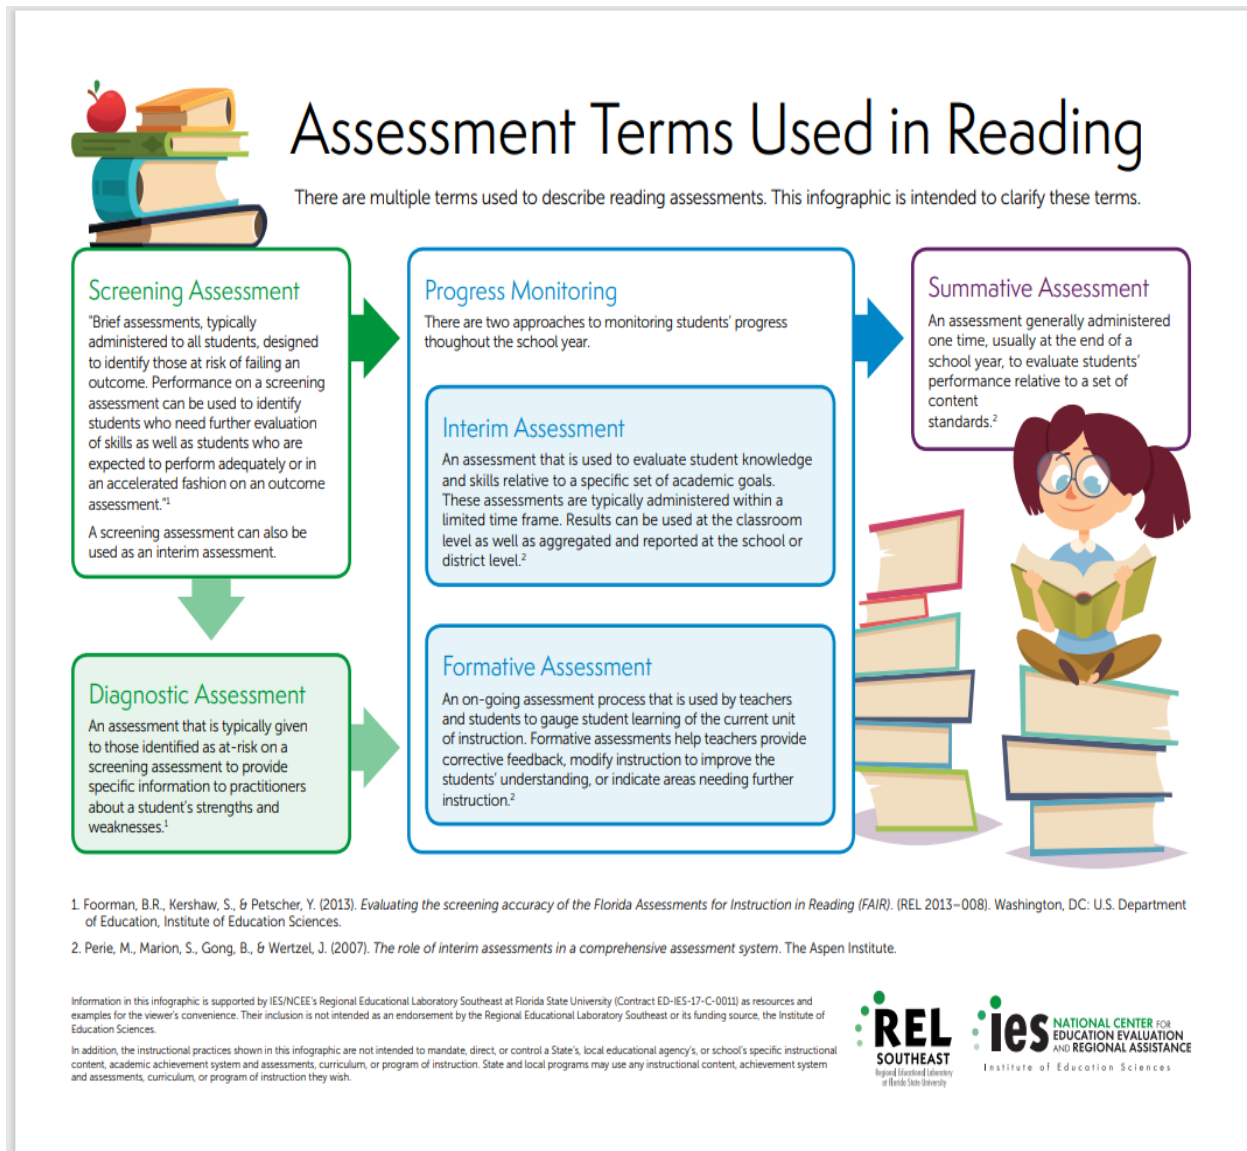 Assessment Terms Used in Reading
There are multiple terms used to describe reading assessments. This infographic is intended to clarify these terms.
Screening Assessment
"Brief assessments, typically
administered to all students, designed
to identify those at risk of failing an
outcome. Performance on a screening
assessment can be used to identify
students who need further evaluation
of skills as well as students who are
expected to perform adequately or in
an accelerated fashion on an outcome
assessment."1
A screening assessment can also be
used as an interim assessment.
Diagnostic Assessment
An assessment that is typically given
to those identified as at-risk on a
screening assessment to provide
specific information to practitioners
about a student's strengths and
weaknesses.1
Progress Monitoring
There are two approaches to monitoring students' progress
thoughout the school year.
Interim Assessment
An assessment that is used to evaluate student knowledge
and skills relative to a specific set of academic goals.
These assessments are typically administered within a
limited time frame. Results can be used at the classroom
level as well as aggregated and reported at the school or
district level.2
Formative Assessment
An on-going assessment process that is used by teachers
and students to gauge student learning of the current unit
of instruction. Formative assessments help teachers provide
corrective feedback, modify instruction to improve the
students' understanding, or indicate areas needing further
instruction.2
Summative Assessment
An assessment generally administered
one time, usually at the end of a
school year, to evaluate students'
performance relative to a set of
content
standards.2
1. Foorman, B.R., Kershaw, S., & Petscher, Y. (2013). Evaluating the screening accuracy of the Florida Assessments for Instruction in Reading (FAIR). (REL 2013–008). Washington, DC: U.S. Department
of Education, Institute of Education Sciences.
2. Perie, M., Marion, S., Gong, B., & Wertzel, J. (2007). The role of interim assessments in a comprehensive assessment system. The Aspen Institute.
Information in this infographic is supported by IES/NCEE's Regional Educational Laboratory Southeast at Florida State University (Contract ED-IES-17-C-0011) as resources and
examples for the viewer's convenience. Their inclusion is not intended as an endorsement by the Regional Educational Laboratory Southeast or its funding source, the Institute of
Education Sciences.
In addition, the instructional practices shown in this infographic are not intended to mandate, direct, or control a State's, local educational agency's, or school's specific instructional
content, academic achievement system and assessments, curriculum, or program of instruction. State and local programs may use any instructional content, achievement system
and assessments, curriculum, or program of instruction they wish.
REL
SOUTHEAST
Regional Educational Laboratory
at Florida State University
ies
NATIONAL CENTER FOR
EDUCATION EVALUATION
AND REGIONAL ASSISTANCE
Institute of Education Sciences